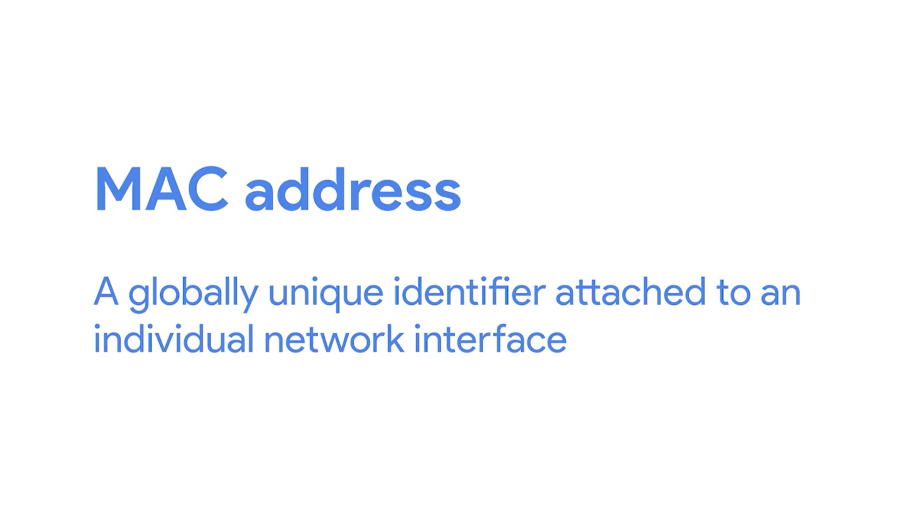 MAC address
A globally unique identifier attached to an
individual network interface